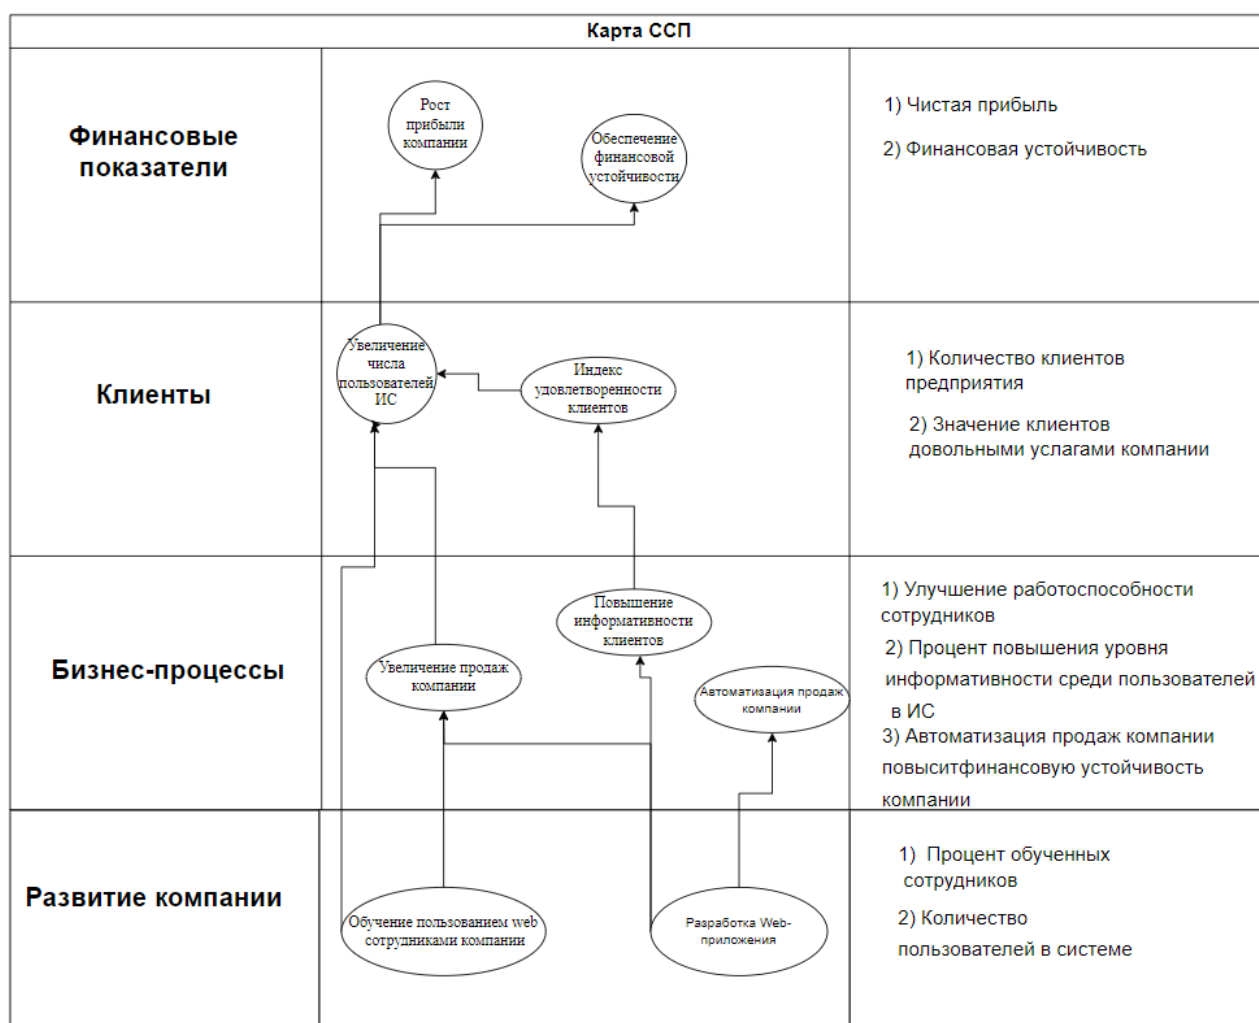 Карта ССП
Финансовые
показатели
Рост
прибыли
компании
Обеспечение
финансовой
устойчивости
1) Чистая прибыль
2) Финансовая устойчивость
Клиенты
Увеличение
числа
пользователей
ИС
Индекс
удовлетворенности
клиентов
1) Количество клиентов
предприятия
2) Значение клиентов
довольными услагами компании
Бизнес-процессы
Увеличение продаж
компании
Повышение
информативности
клиентов
Автоматизация продаж
компании
1) Улучшение работоспособности
сотрудников
2) Процент повышения уровня
информативности среди пользователей
в ИС
3) Автоматизация продаж компании
повыситфинансовую устойчивость
компании
Развитие компании
Обучение пользованием web
сотрудниками компании
Разработка Web-
приложения
1) Процент обученных
сотрудников
2) Количество
пользователей в системе